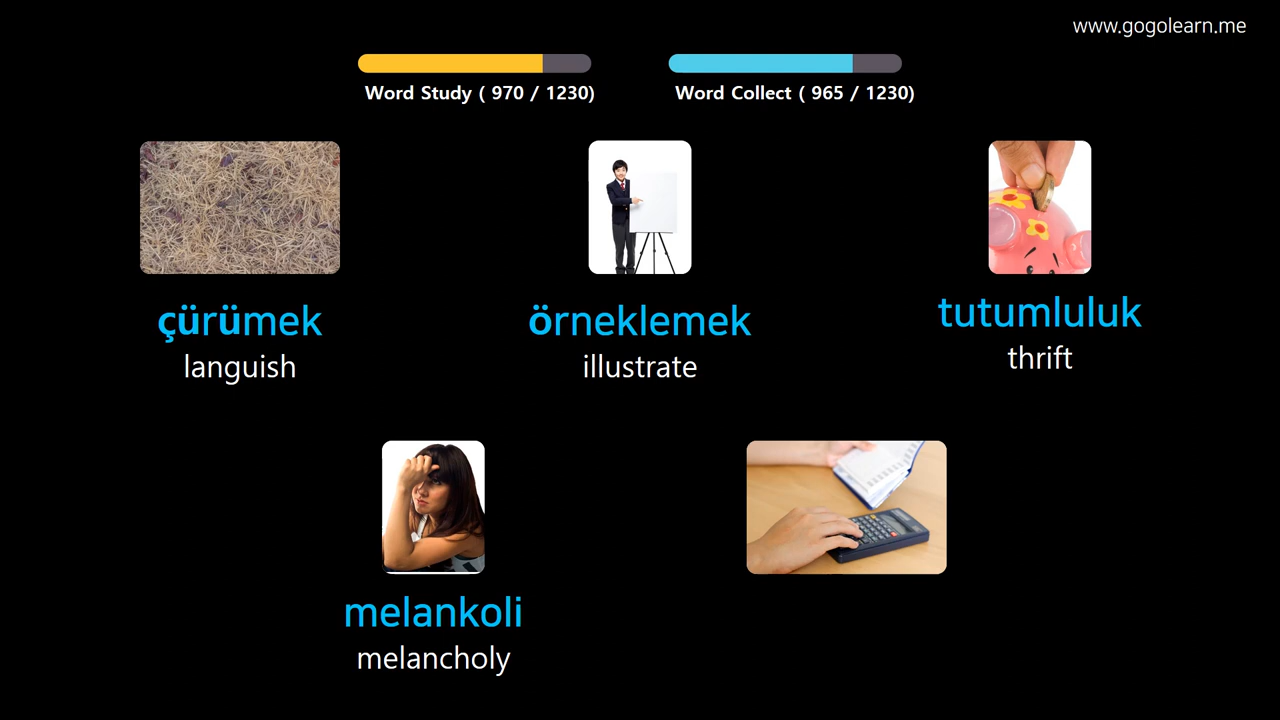 www.gogolearn.me
Word Study ( 970 / 1230)
Word Collect ( 965 / 1230)
çürümek
languish
örneklemek
illustrate
tutumluluk
thrift
melankoli
melancholy